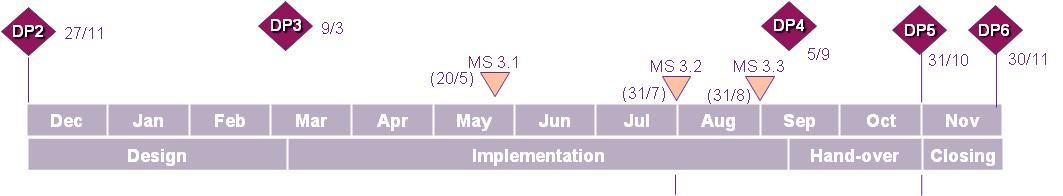 DP2 27/11 DP3 9/3 DP4 5/9 DP5 31/10 DP6 30/11
MS 3.1 (20/5) MS 3.2 (31/7) MS 3.3 (31/8)
Dec Jan Feb Mar Apr May Jun Jul Aug Sep Oct Nov
Design Implementation Hand-over Closing